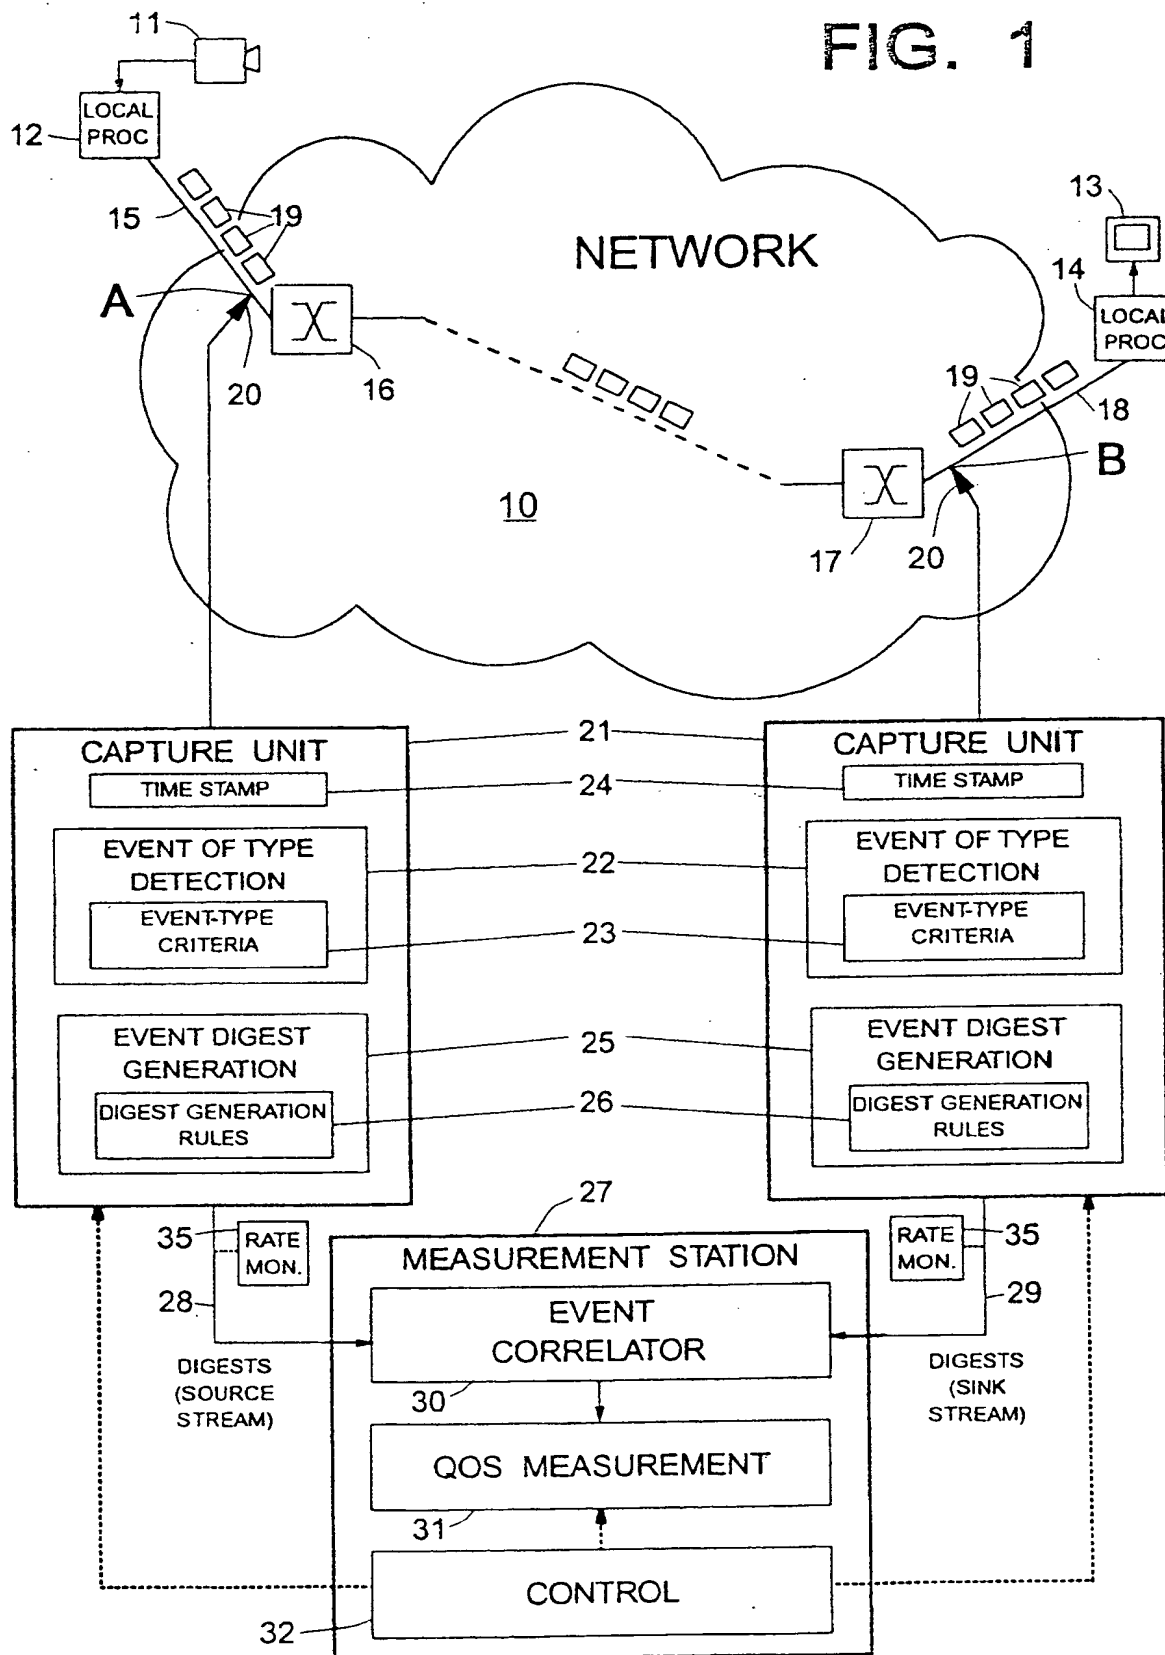 FIG. 1
11
LOCAL
PROC
12
15
19
13
NETWORK
14
LOCAL
PROC
A
20
16
19
18
B
10
17
20
CAPTURE UNIT
21
CAPTURE UNIT
TIME STAMP
24
TIME STAMP
EVENT OF TYPE
DETECTION
22
EVENT OF TYPE
DETECTION
EVENT-TYPE
CRITERIA
23
EVENT-TYPE
CRITERIA
EVENT DIGEST
GENERATION
25
EVENT DIGEST
GENERATION
DIGEST GENERATION
RULES
26
DIGEST GENERATION
RULES
27
35
RATE
MON.
MEASUREMENT STATION
RATE
MON.
35
28
EVENT
CORRELATOR
29
DIGESTS
(SOURCE
STREAM)
30
DIGESTS
(SINK
STREAM)
QOS MEASUREMENT
31
CONTROL
32